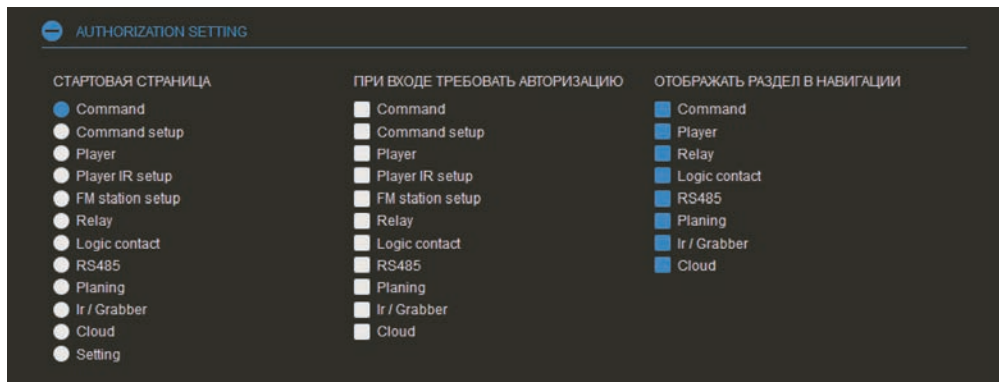 AUTHORIZATION SETTING
СТАРТОВАЯ СТРАНИЦА
Command
Command setup
Player
Player IR setup
FM station setup
Relay
Logic contact
RS485
Planing
Ir / Grabber
Cloud
Setting
ПРИ ВХОДЕ ТРЕБОВАТЬ АВТОРИЗАЦИЮ
Command
Command setup
Player
Player IR setup
FM station setup
Relay
Logic contact
RS485
Planing
Ir / Grabber
Cloud
ОТОБРАЖАТЬ РАЗДЕЛ В НАВИГАЦИИ
Command
Player
Relay
Logic contact
RS485
Planing
Ir / Grabber
Cloud